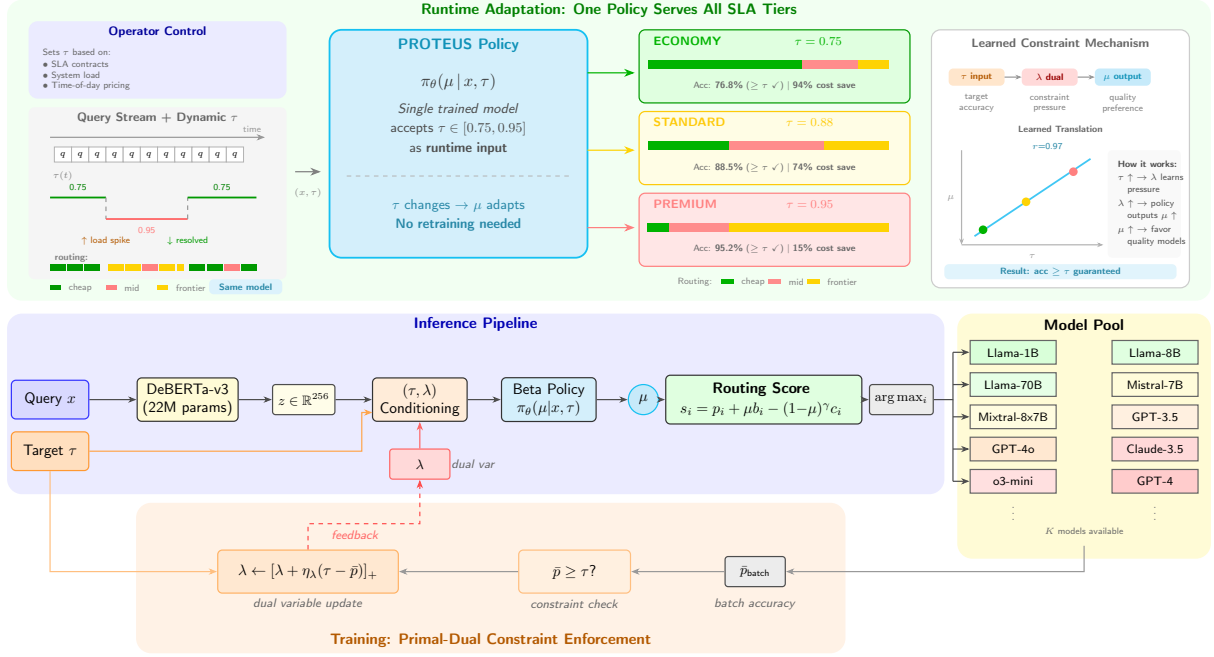 Runtime Adaptation: One Policy Serves All SLA Tiers
Operator Control
Sets τ based on:
● SLA contracts
● System load
● Time-of-day pricing
Query Stream + Dynamic τ
time
q q q q q q q q q q q
τ(t)
0.75
0.75
0.95
↑ load spike
↓ resolved
routing:
cheap
mid
frontier
Same model
(x, τ)
PROTEUS Policy
π_θ(μ | x, τ)
Single trained model
accepts τ ∈ [0.75, 0.95]
as runtime input
τ changes → μ adapts
No retraining needed
ECONOMY
τ = 0.75
Acc: 76.8% (≥ τ ✓) | 94% cost save
STANDARD
τ = 0.88
Acc: 88.5% (≥ τ ✓) | 74% cost save
PREMIUM
τ = 0.95
Acc: 95.2% (≥ τ ✓) | 15% cost save
Routing:
cheap
mid
frontier
Learned Constraint Mechanism
τ input
λ dual
μ output
target
accuracy
constraint
pressure
quality
preference
Learned Translation
r=0.97
μ
τ
How it works:
τ ↑ → λ learns
pressure
λ ↑ → policy
outputs μ ↑
μ ↑ → favor
quality models
Result: acc ≥ τ guaranteed
Inference Pipeline
Query x
Target τ
DeBERTa-v3
(22M params)
z ∈ ℝ²⁵⁶
(τ, λ)
Conditioning
λ
dual var
Beta Policy
π_θ(μ|x, τ)
μ
Routing Score
s_i = p_i + μb_i − (1−μ)^γ c_i
arg max_i
Model Pool
Llama-1B
Llama-8B
Llama-70B
Mistral-7B
Mixtral-8x7B
GPT-3.5
GPT-4o
Claude-3.5
o3-mini
GPT-4
⋮
⋮
K models available
feedback
λ ← [λ + η_λ(τ − p̄)]₊
dual variable update
p̄ ≥ τ?
constraint check
p̄_batch
batch accuracy
Training: Primal-Dual Constraint Enforcement